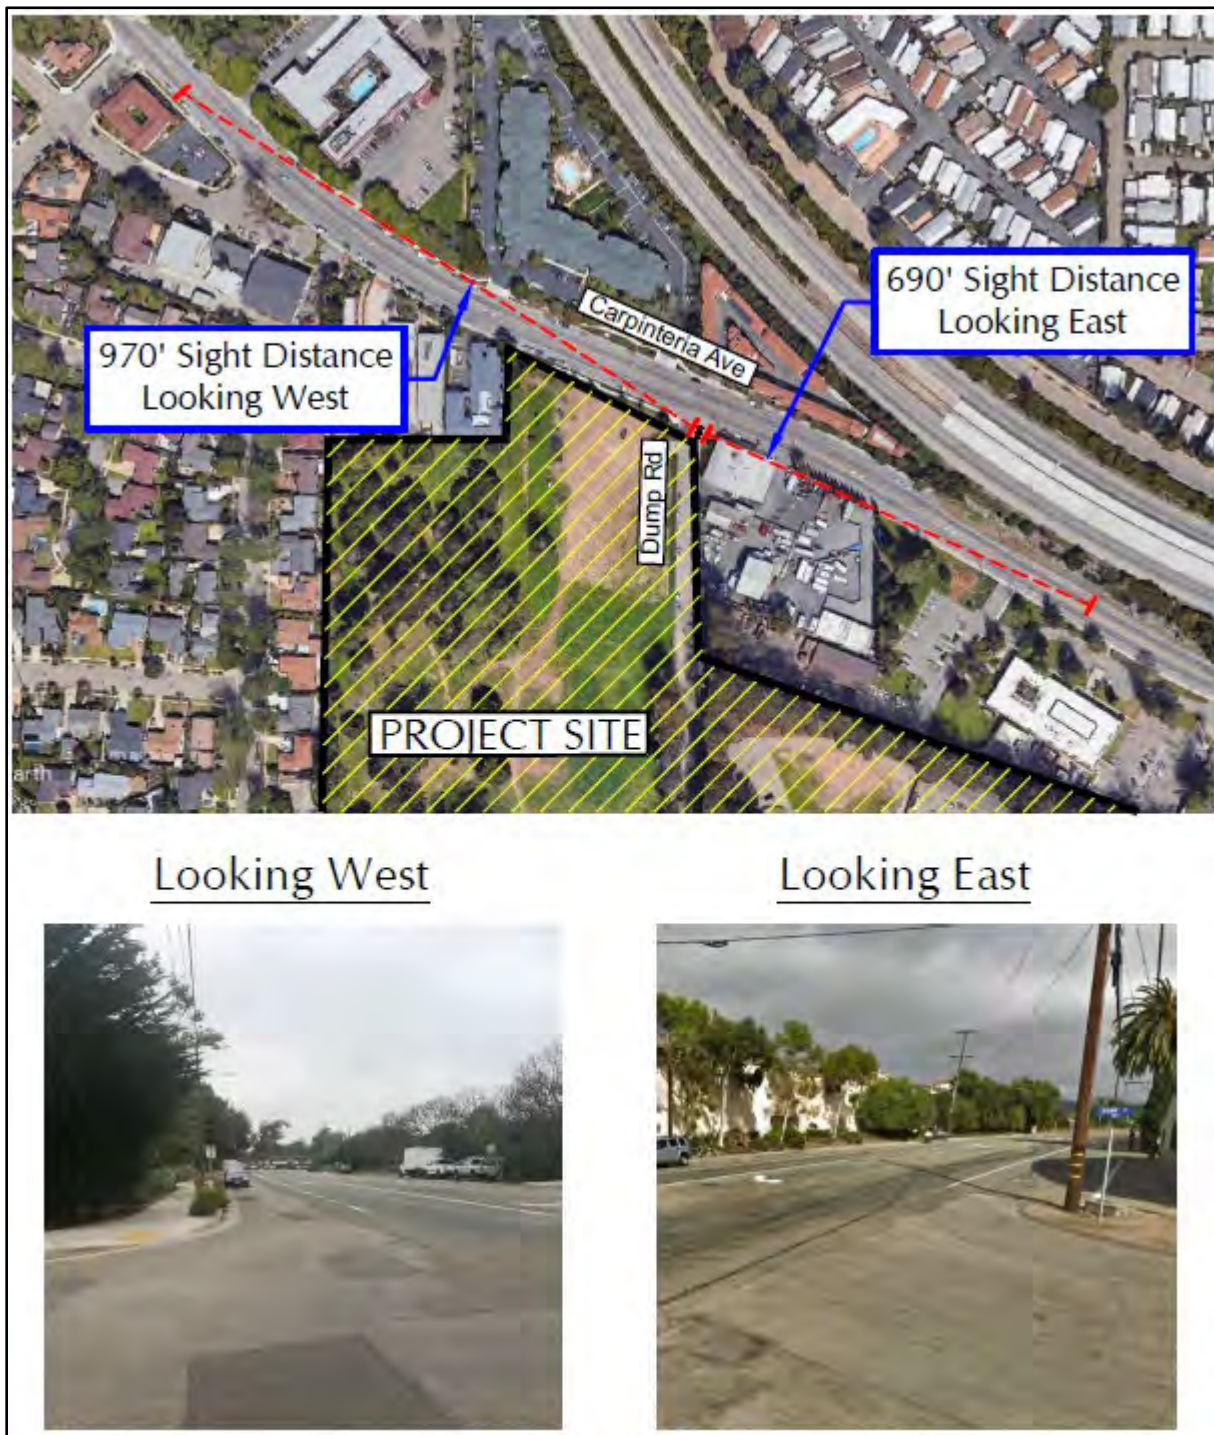 690' Sight Distance
Looking East
Carpinteria Ave
970' Sight Distance
Looking West
Dump Rd
PROJECT SITE
arth
Looking West
Looking East